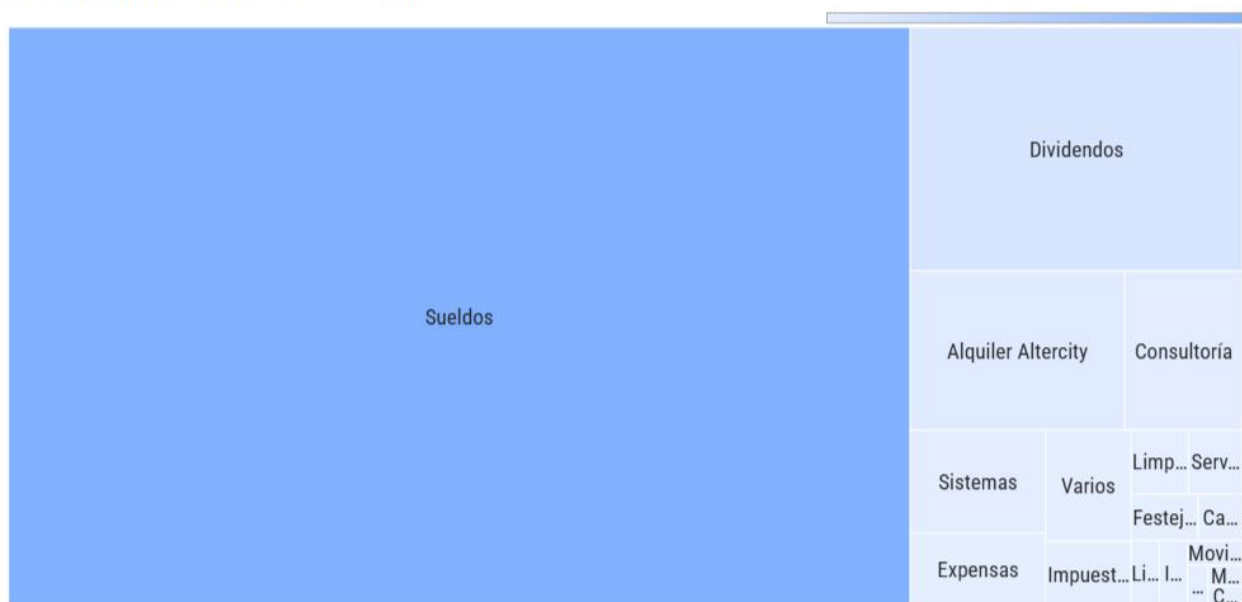 Sueldos
Dividendos
Alquiler Altercity
Consultoría
Sistemas
Varios
Limp...
Serv...
Festej...
Ca...
Expensas
Impuest...
Li...
I...
Movi...
...
M...
C...